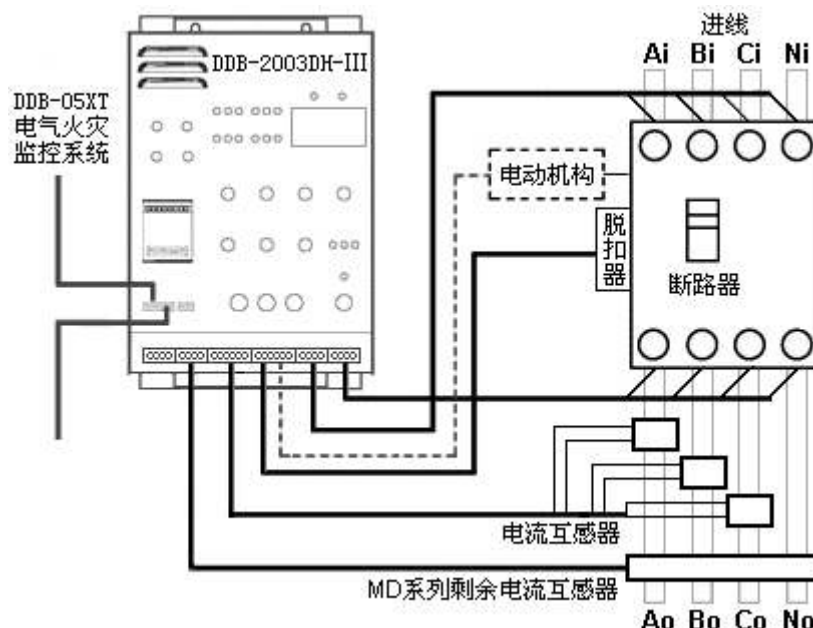 进线
Ai Bi Ci Ni
DDB-2003DH-III
DDB-05XT
电气火灾
监控系统
电动机构
脱扣器
断路器
电流互感器
MD系列剩余电流互感器
Ao Bo Co No